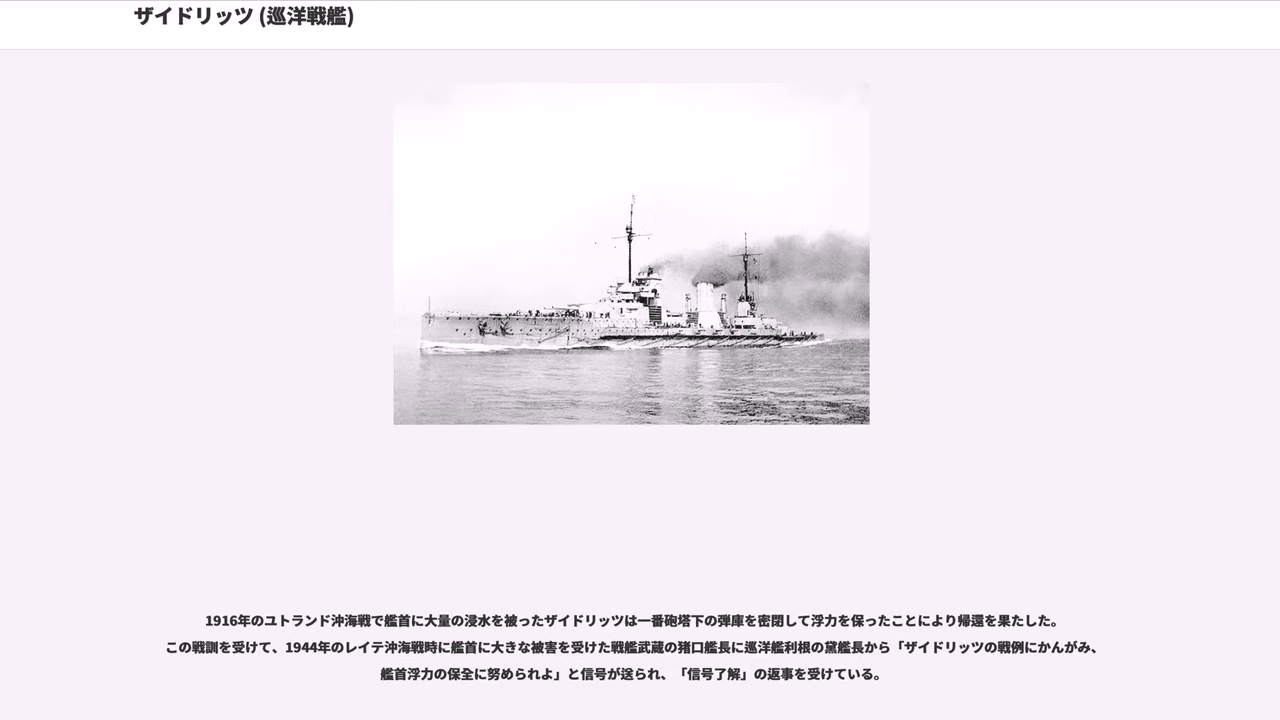 ザイドリッツ (巡洋戦艦)
1916年のユトランド沖海戦で艦首に大量の浸水を被ったザイドリッツは一番砲塔下の弾庫を密閉して浮力を保ったことにより帰還を果たした。
この戦訓を受けて、1944年のレイテ沖海戦時に艦首に大きな被害を受けた戦艦武蔵の猪口艦長に巡洋艦利根の黛艦長から「ザイドリッツの戦例にかんがみ、
艦首浮力の保全に努められよ」と信号が送られ、「信号了解」の返事を受けている。